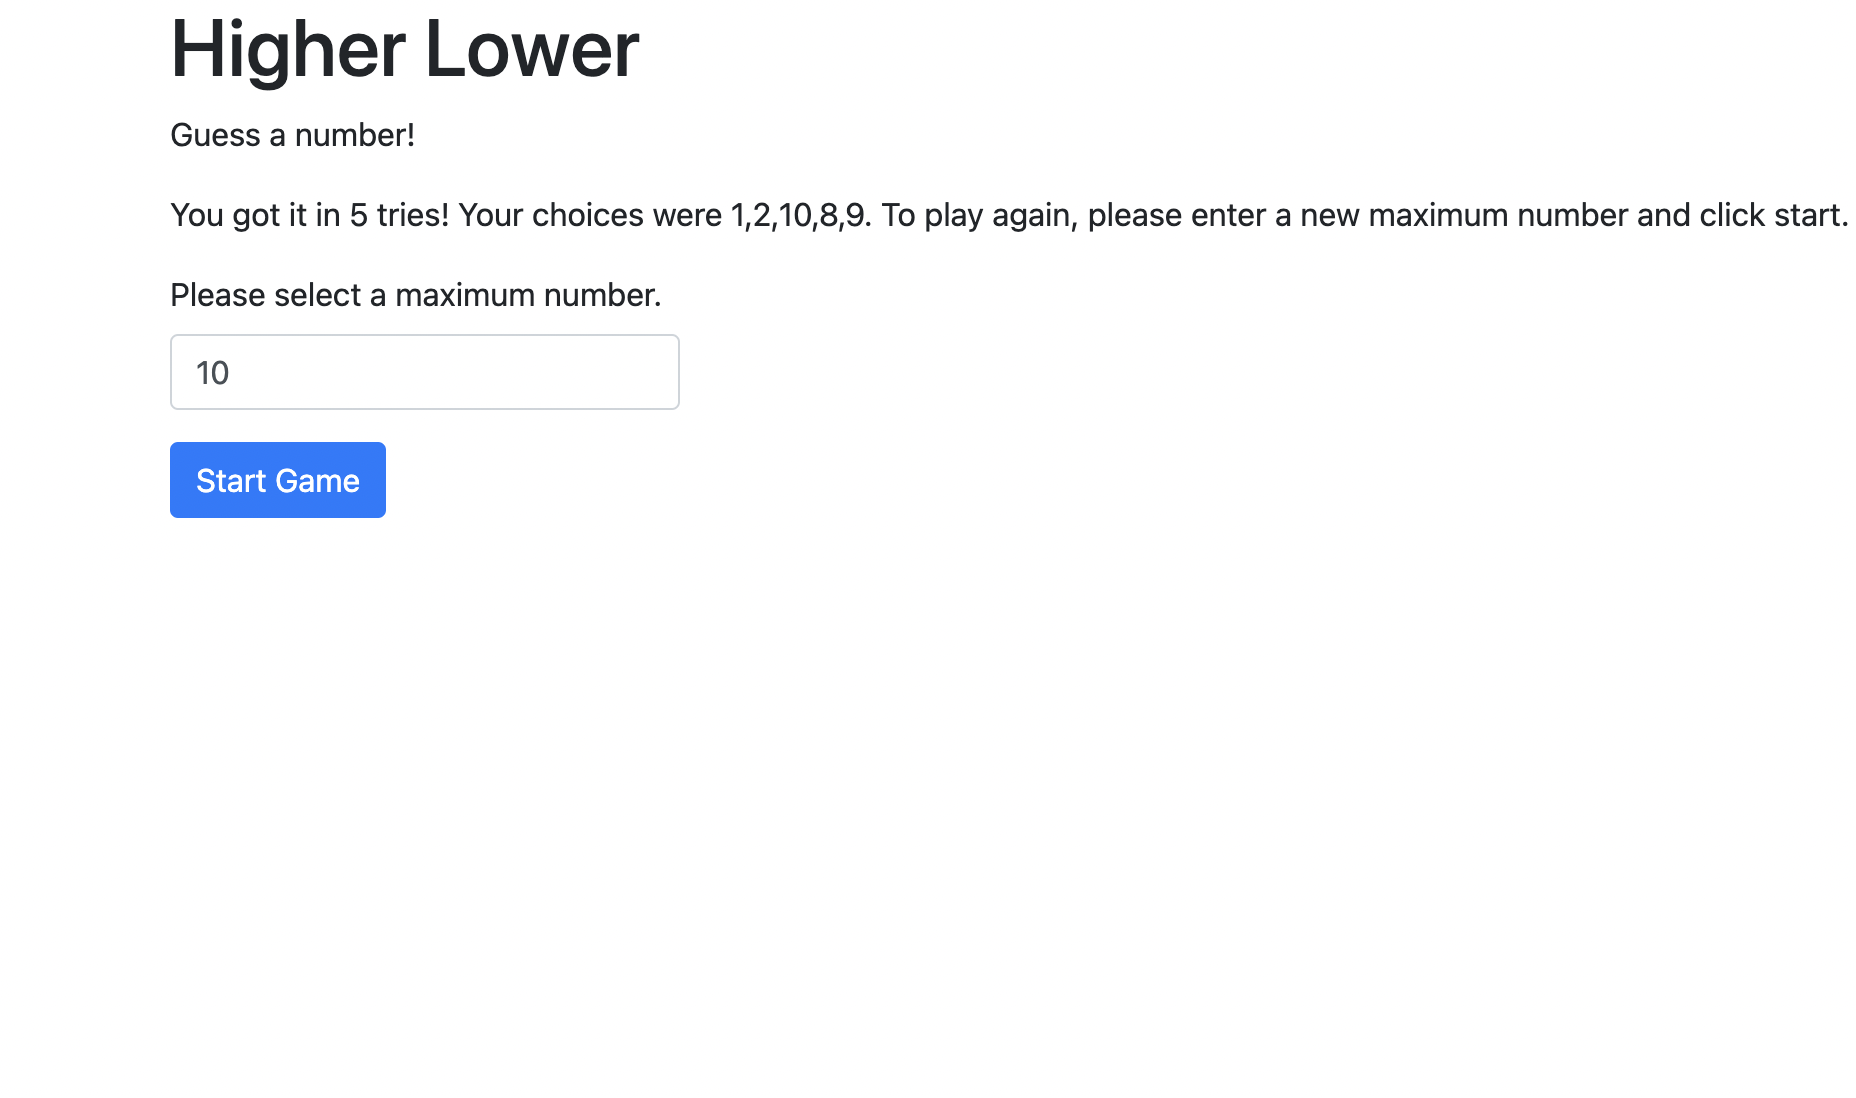 Higher Lower
Guess a number!
You got it in 5 tries! Your choices were 1,2,10,8,9. To play again, please enter a new maximum number and click start.
Please select a maximum number.
10
Start Game